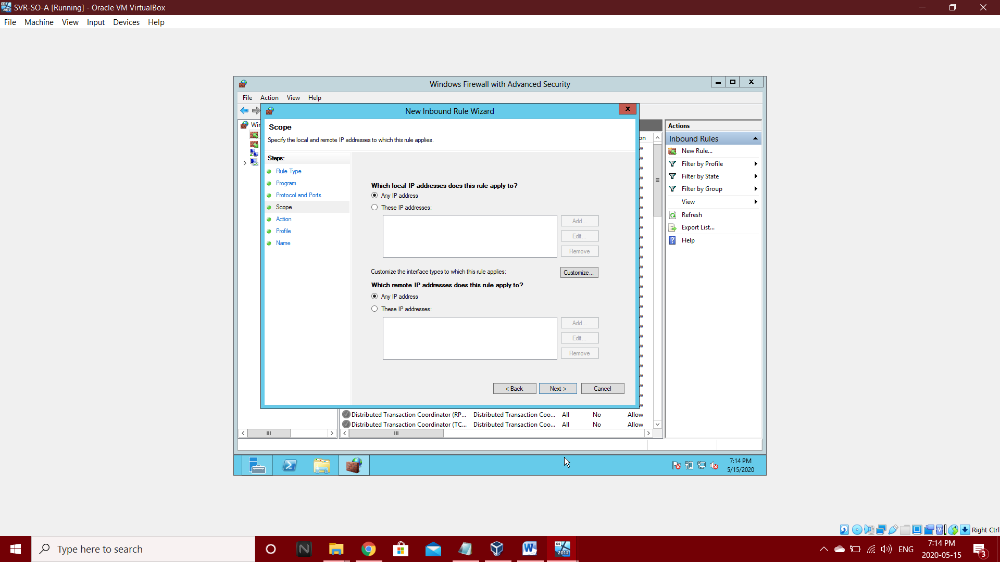 SVR-SO-A [Running] - Oracle VM VirtualBox
File Machine View Input Devices Help
Windows Firewall with Advanced Security
File Action View Help
New Inbound Rule Wizard
Scope
Specify the local and remote IP addresses to which this rule applies.
Steps:
Rule Type
Program
Protocol and Ports
Scope
Action
Profile
Name
Which local IP addresses does this rule apply to?
Any IP address
These IP addresses:
Add...
Edit...
Remove
Customize the interface types to which this rule applies:
Customize...
Which remote IP addresses does this rule apply to?
Any IP address
These IP addresses:
Add...
Edit...
Remove
< Back Next > Cancel
Distributed Transaction Coordinator (RP... Distributed Transaction Coo... All No Allow
Distributed Transaction Coordinator (TC... Distributed Transaction Coo... All No Allow
Actions
Inbound Rules
New Rule...
Filter by Profile
Filter by State
Filter by Group
View
Refresh
Export List...
Help
7:14 PM
5/15/2020
Right Ctrl
Type here to search
64
2012
ENG
7:14 PM
2020-05-15
3